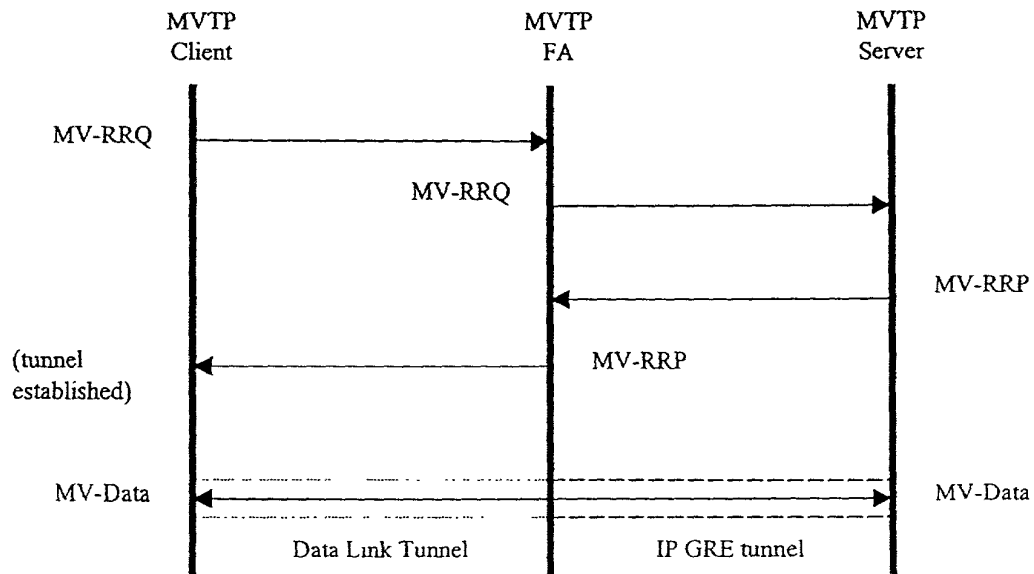 MVTP
Client
MVTP
FA
MVTP
Server
MV-RRQ
MV-RRQ
MV-RRP
(tunnel
established)
MV-RRP
MV-Data
MV-Data
Data Link Tunnel
IP GRE tunnel